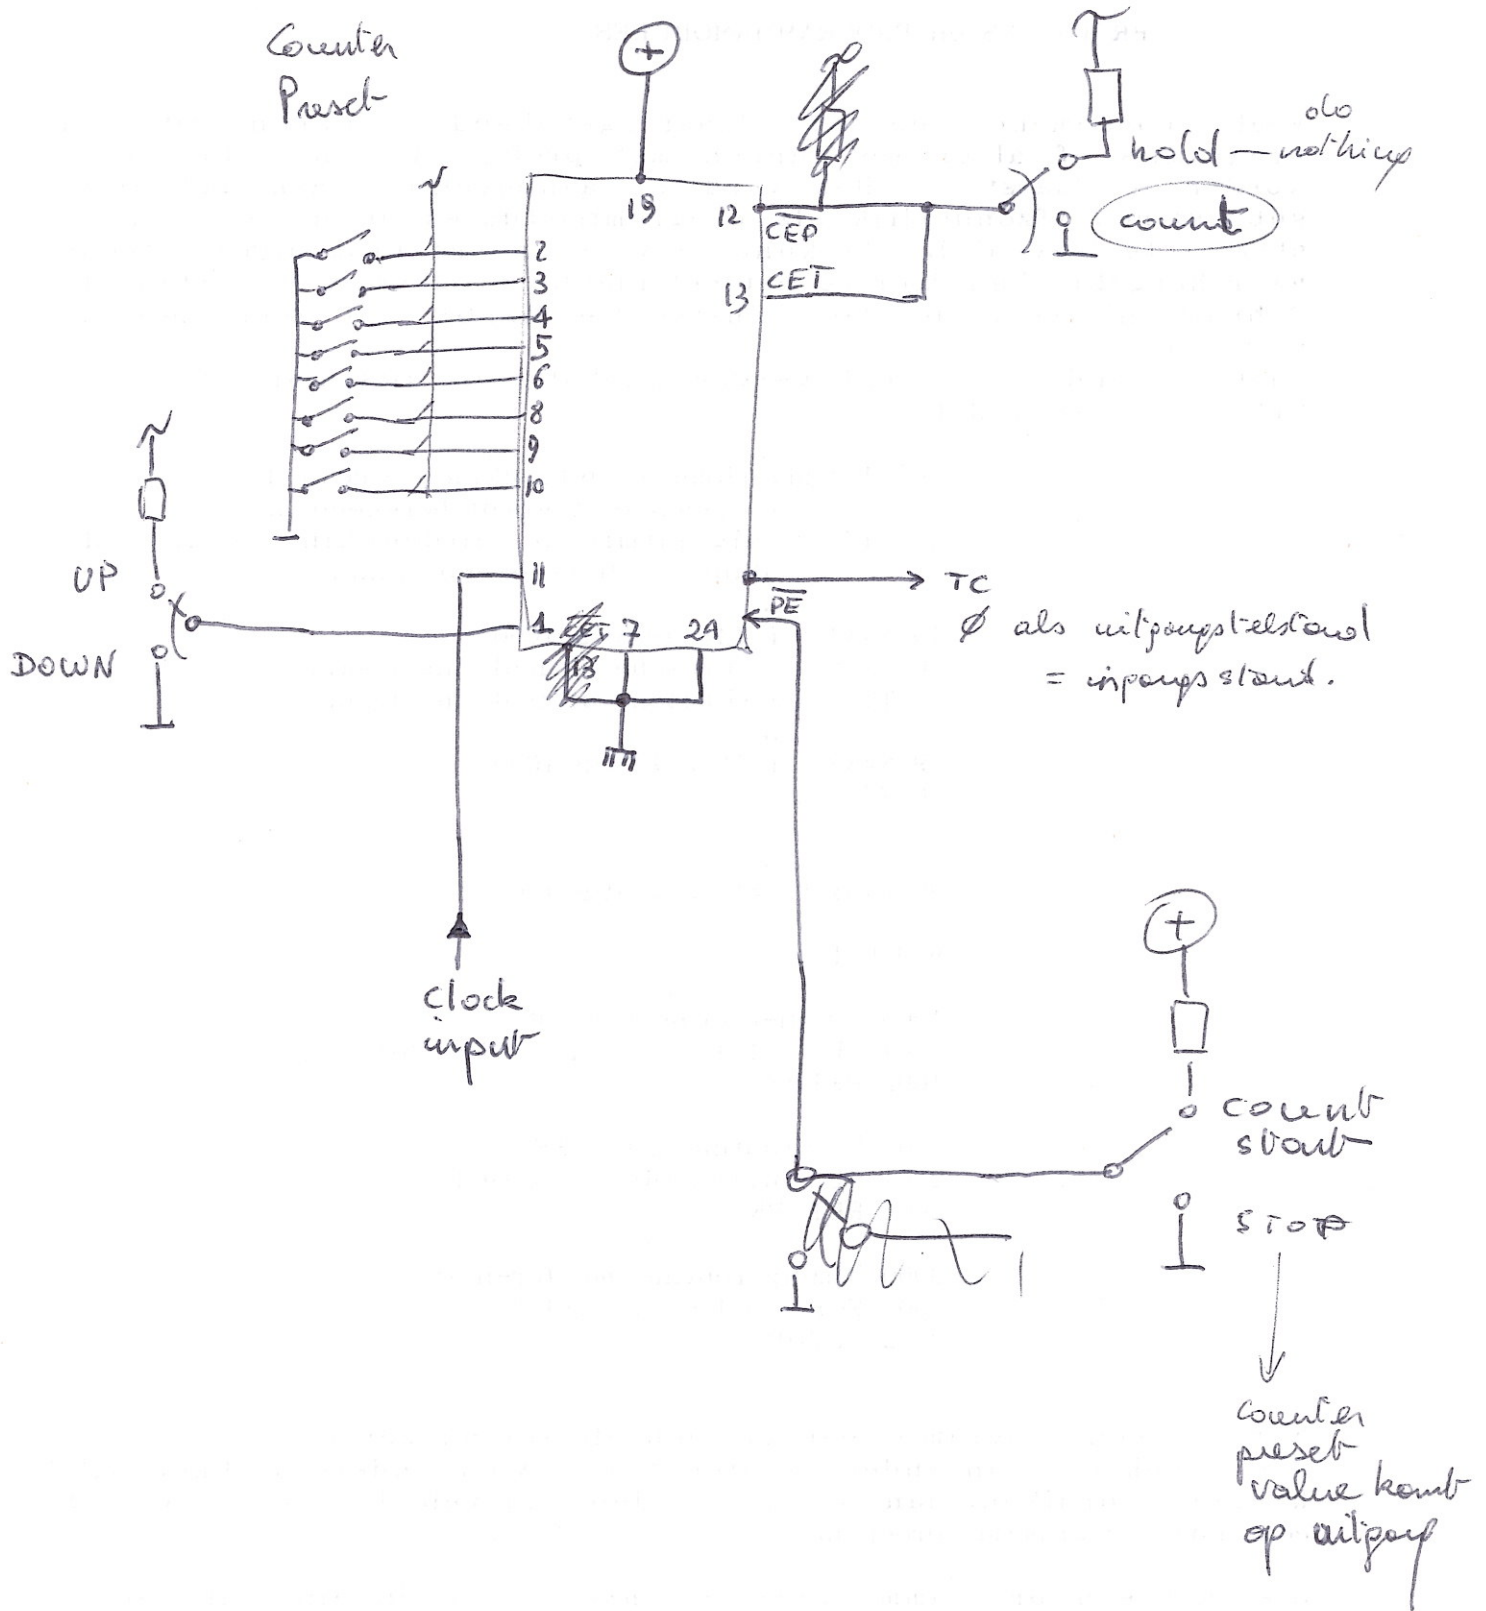 Counter
Preset
+
19
12
CEP
13
CET
hold — do nothing
count
2
3
4
5
6
8
9
10
11
1
7
24
UP
DOWN
TC
PE
Ø als uitgangstelstand
= ingangsstand.
Clock
input
+
count
start
STOP
Counter
preset
value komt
op uitgang